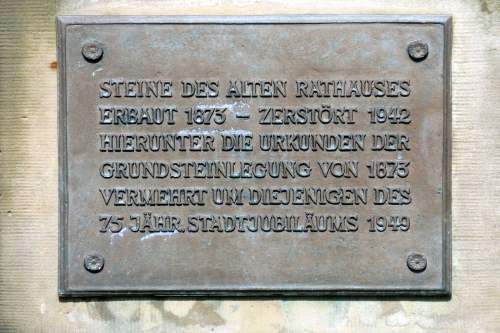 STEINE DES ALTEN RATHAUSES
ERBAUT 1873 – ZERSTÖRT 1942
HIERUNTER DIE URKUNDEN DER
GRUNDSTEINLEGUNG VON 1873
VERMEHRT UM DIEJENIGEN DES
75 JÄHR. STADTJUBILÄUMS 1949